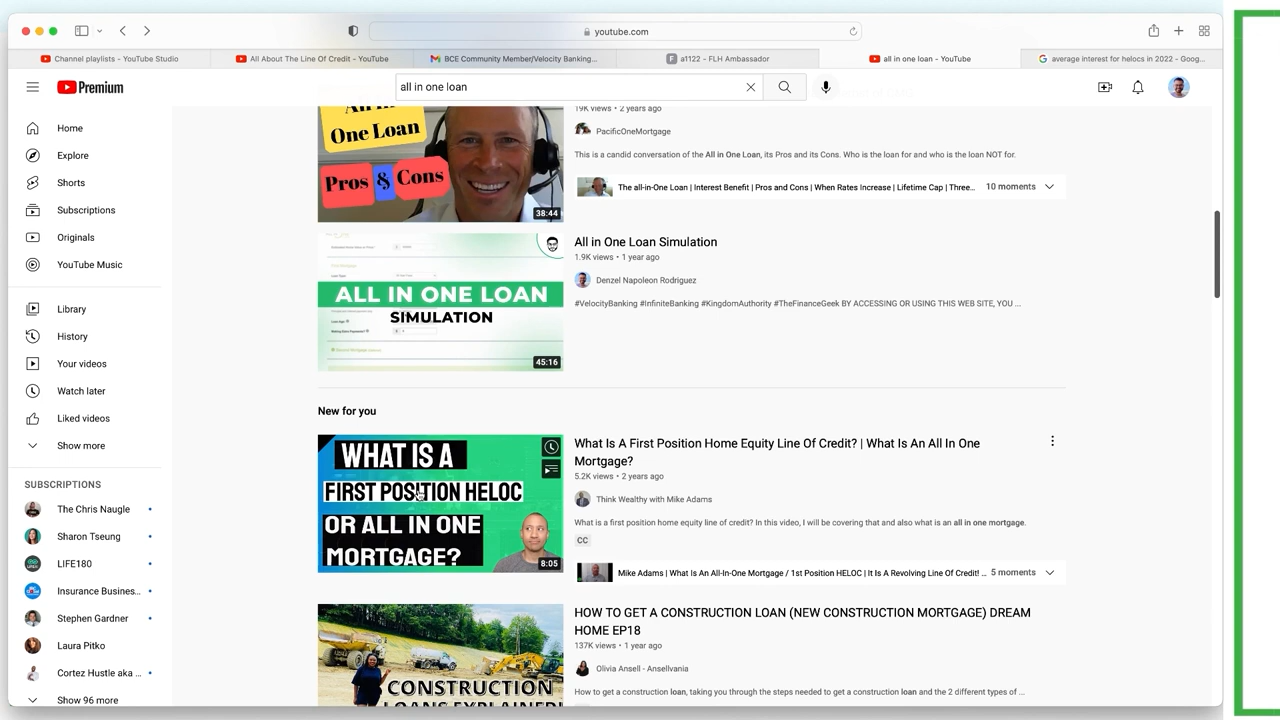 youtube.com
Channel playlists - YouTube Studio
All About The Line Of Credit - YouTube
BCE Community Member/Velocity Banking...
a1122 - FLH Ambassador
all in one loan - YouTube
average interest for helocs in 2022 - Goog...
Premium
all in one loan
Home
Explore
Shorts
Subscriptions
Originals
YouTube Music
Library
History
Your videos
Watch later
Liked videos
Show more
SUBSCRIPTIONS
The Chris Naugle
Sharon Tseung
LIFE180
Insurance Busines...
Stephen Gardner
Laura Pitko
Cortez Hustle aka ...
Show 96 more
One Loan
Pros & Cons
38:44
19K views • 2 years ago
PacificOneMortgage
This is a candid conversation of the All in One Loan, its Pros and its Cons. Who is the loan for and who is the loan NOT for.
The all-in-One Loan | Interest Benefit | Pros and Cons | When Rates Increase | Lifetime Cap | Three...
10 moments
ALL IN ONE LOAN
SIMULATION
45:16
All in One Loan Simulation
1.9K views • 1 year ago
Denzel Napoleon Rodriguez
#VelocityBanking #InfiniteBanking #KingdomAuthority #TheFinanceGeek BY ACCESSING OR USING THIS WEB SITE, YOU ...
New for you
WHAT IS A
FIRST POSITION HELOC
OR ALL IN ONE
MORTGAGE?
8:05
What Is A First Position Home Equity Line Of Credit? | What Is An All In One
Mortgage?
5.2K views • 2 years ago
Think Wealthy with Mike Adams
What is a first position home equity line of credit? In this video, I will be covering that and also what is an all in one mortgage.
CC
Mike Adams | What Is An All-In-One Mortgage / 1st Position HELOC | It Is A Revolving Line Of Credit! ...
5 moments
CONSTRUCTION
HOW TO GET A CONSTRUCTION LOAN (NEW CONSTRUCTION MORTGAGE) DREAM
HOME EP18
137K views • 1 year ago
Olivia Ansell - Ansellvania
How to get a construction loan, taking you through the steps needed to get a construction loan and the 2 different types of ...